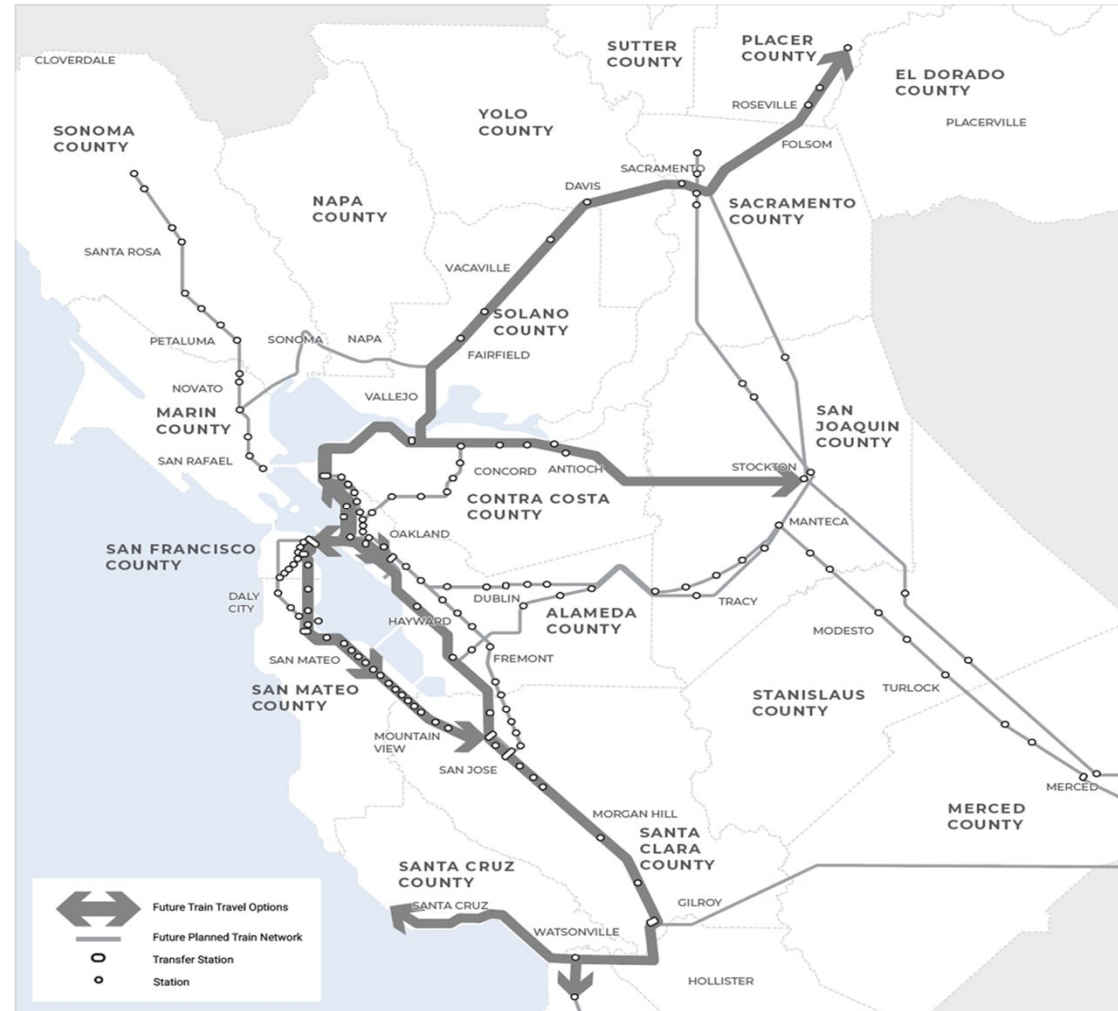 CLOVERDALE
SONOMA
COUNTY
SUTTER
COUNTY
PLACER
COUNTY
EL DORADO
COUNTY
PLACERVILLE
YOLO
COUNTY
ROSEVILLE
FOLSOM
NAPA
COUNTY
SACRAMENTO
DAVIS
SACRAMENTO
COUNTY
SANTA ROSA
VACAVILLE
SOLANO
COUNTY
PETALUMA
SONOMA
NAPA
FAIRFIELD
NOVATO
VALLEJO
MARIN
COUNTY
SAN
JOAQUIN
COUNTY
SAN RAFAEL
CONCORD
ANTIOCH
STOCKTON
CONTRA COSTA
COUNTY
OAKLAND
MANTECA
SAN FRANCISCO
COUNTY
DALY
CITY
DUBLIN
TRACY
HAYWARD
ALAMEDA
COUNTY
MODESTO
FREMONT
SAN MATEO
SAN MATEO
COUNTY
STANISLAUS
COUNTY
TURLOCK
MOUNTAIN
VIEW
SAN JOSE
MERCED
MERCED
COUNTY
MORGAN HILL
SANTA
CLARA
COUNTY
SANTA CRUZ
COUNTY
SANTA CRUZ
GILROY
WATSONVILLE
HOLLISTER
Future Train Travel Options
Future Planned Train Network
Transfer Station
Station